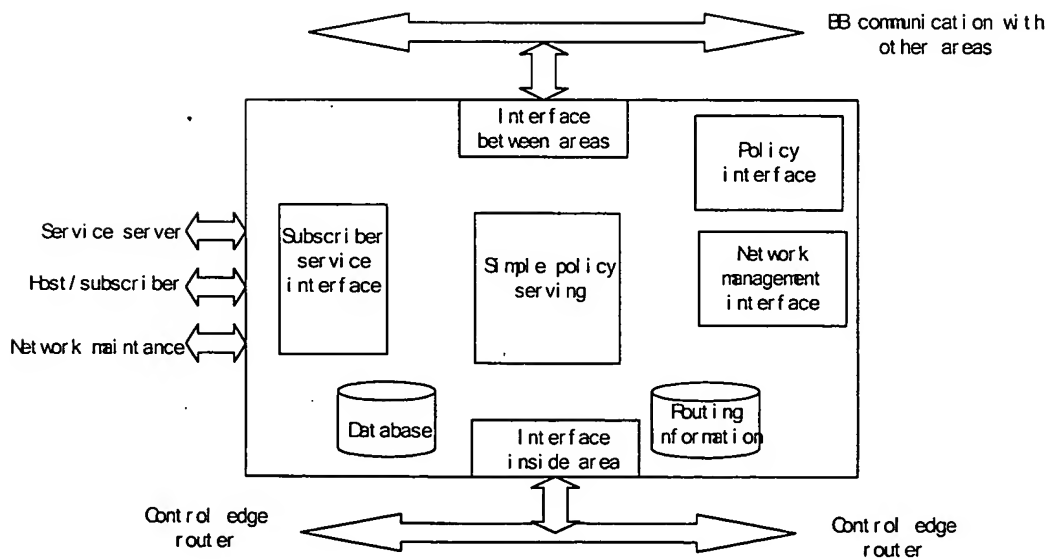 BB communication with
other areas
Interface
between areas
Policy
interface
Service server
Subscriber
service
interface
Simple policy
serving
Network
management
interface
Host/subscriber
Network maintance
Database
Routing
nformation
Interface
inside area
Control edge
router
Control edge
router